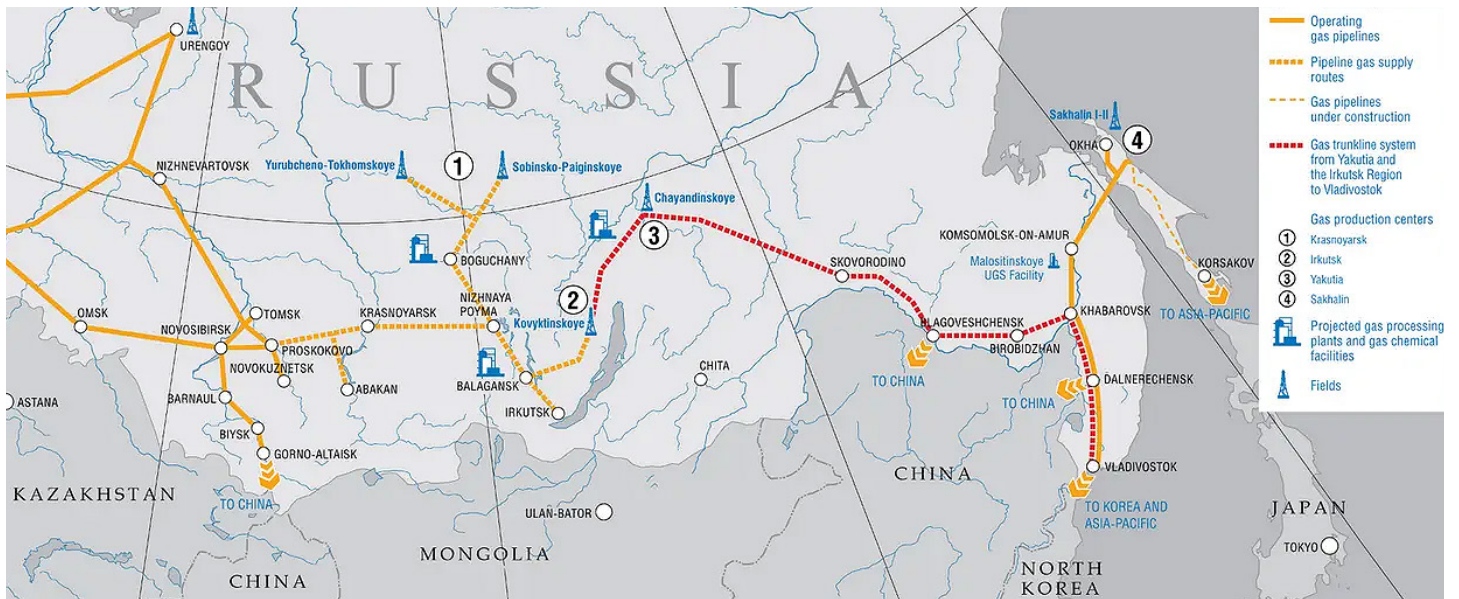 URENGOY
RUSSIA
NIZHNEVARTOVSK
Yurubcheno-Tokhomskoye
1
Sobinsko-Paiginskoye
Chayandinskoye
3
Sakhalin I-II
4
OKHA
BOGUCHANY
SKOVORODINO
KOMSOMOLSK-ON-AMUR
Malositinskoye
UGS Facility
KORSAKOV
TO ASIA-PACIFIC
OMSK
NOVOSIBIRSK
TOMSK
PROSKOKOVO
KRASNOYARSK
NIZHNAYA
POYMA
2
Kovyktinskoye
BLAGOVESHCHENSK
BIROBIDZHAN
KHABAROVSK
NOVOKUZNETSK
BARNAUL
ABAKAN
BALAGANSK
IRKUTSK
CHITA
TO CHINA
TO CHINA
DALNERECHENSK
ASTANA
BIYSK
GORNO-ALTAISK
TO CHINA
VLADIVOSTOK
TO KOREA AND
ASIA-PACIFIC
KAZAKHSTAN
ULAN-BATOR
MONGOLIA
CHINA
CHINA
NORTH
KOREA
JAPAN
TOKYO
Operating
gas pipelines
Pipeline gas supply
routes
Gas pipelines
under construction
Gas trunkline system
from Yakutia and
the Irkutsk Region
to Vladivostok
Gas production centers
1 Krasnoyarsk
2 Irkutsk
3 Yakutia
4 Sakhalin
Projected gas processing
plants and gas chemical
facilities
Fields